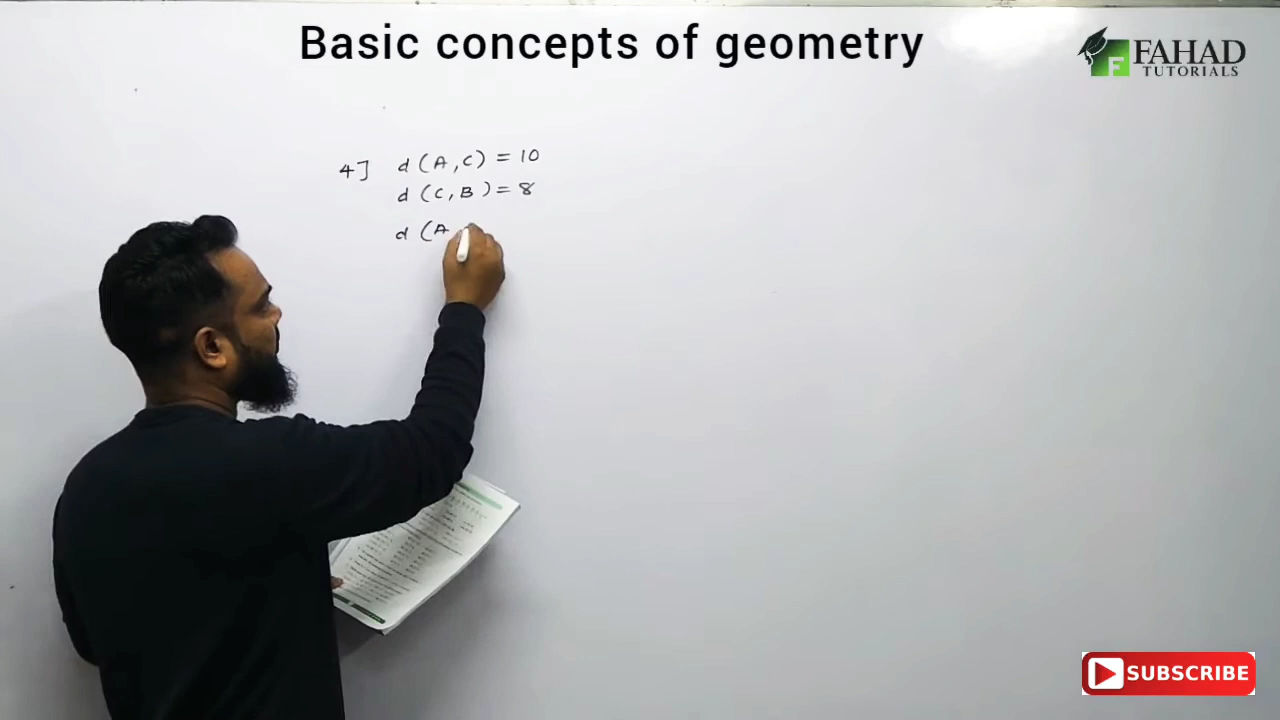 Basic concepts of geometry
FAHAD
TUTORIALS
4] d (A, C) = 10
d (C, B) = 8
d (A
SUBSCRIBE